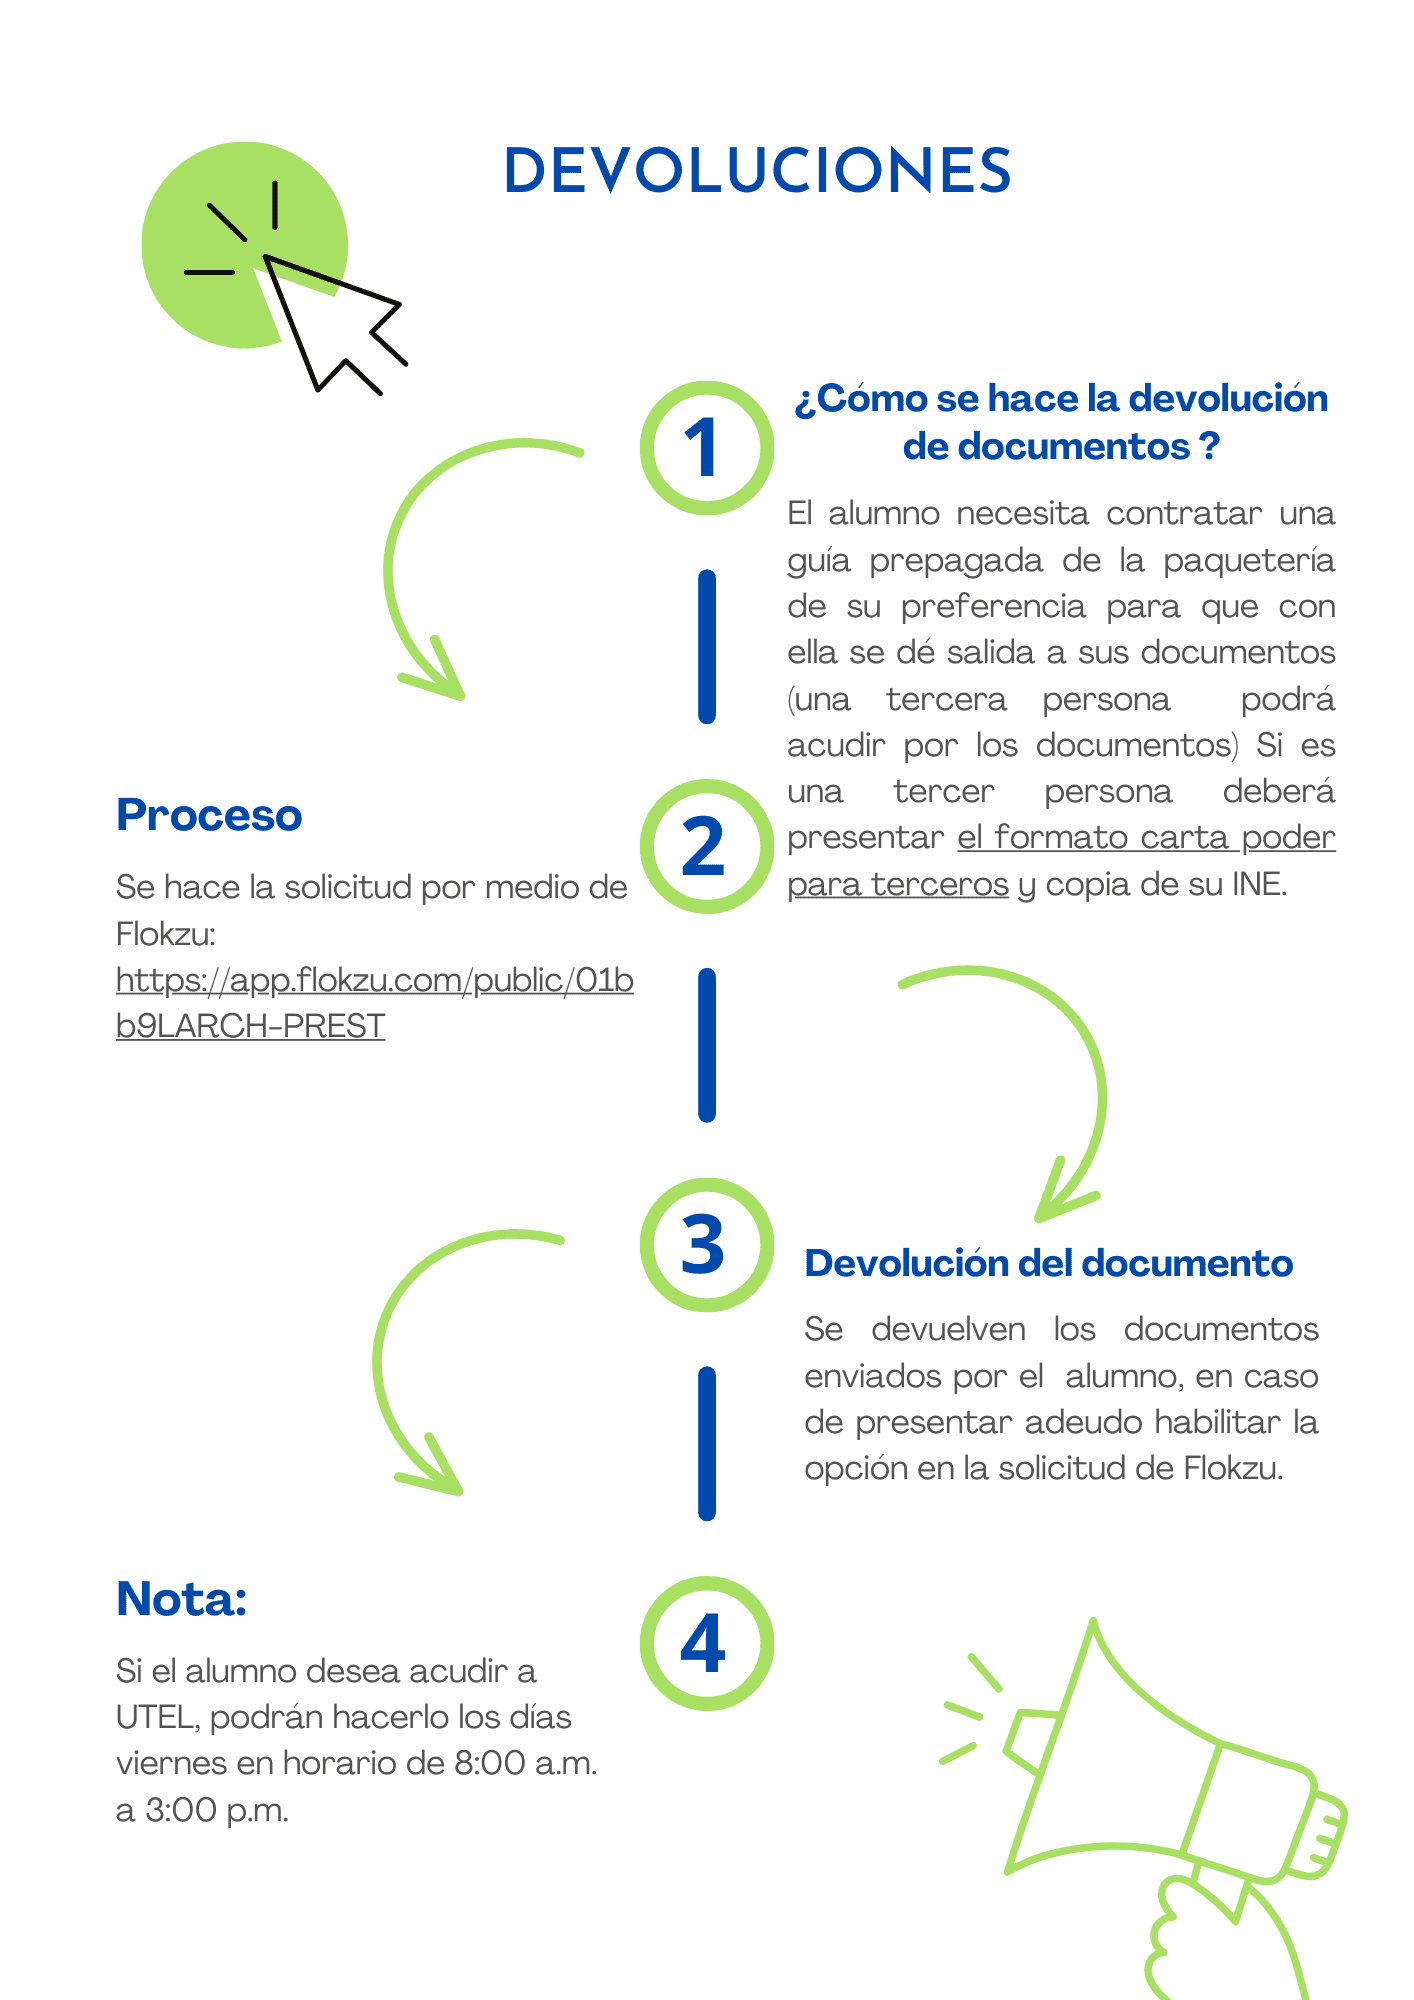 DEVOLUCIONES
1
¿Cómo se hace la devolución
de documentos ?
El alumno necesita contratar una
guía prepagada de la paquetería
de su preferencia para que con
ella se dé salida a sus documentos
(una tercera persona podrá
acudir por los documentos) Si es
una tercer persona deberá
presentar el formato carta poder
para terceros y copia de su INE.
2
Proceso
Se hace la solicitud por medio de
Flokzu:
https://app.flokzu.com/public/01b
b9LARCH-PREST
3
Devolución del documento
Se devuelven los documentos
enviados por el alumno, en caso
de presentar adeudo habilitar la
opción en la solicitud de Flokzu.
4
Nota:
Si el alumno desea acudir a
UTEL, podrán hacerlo los días
viernes en horario de 8:00 a.m.
a 3:00 p.m.